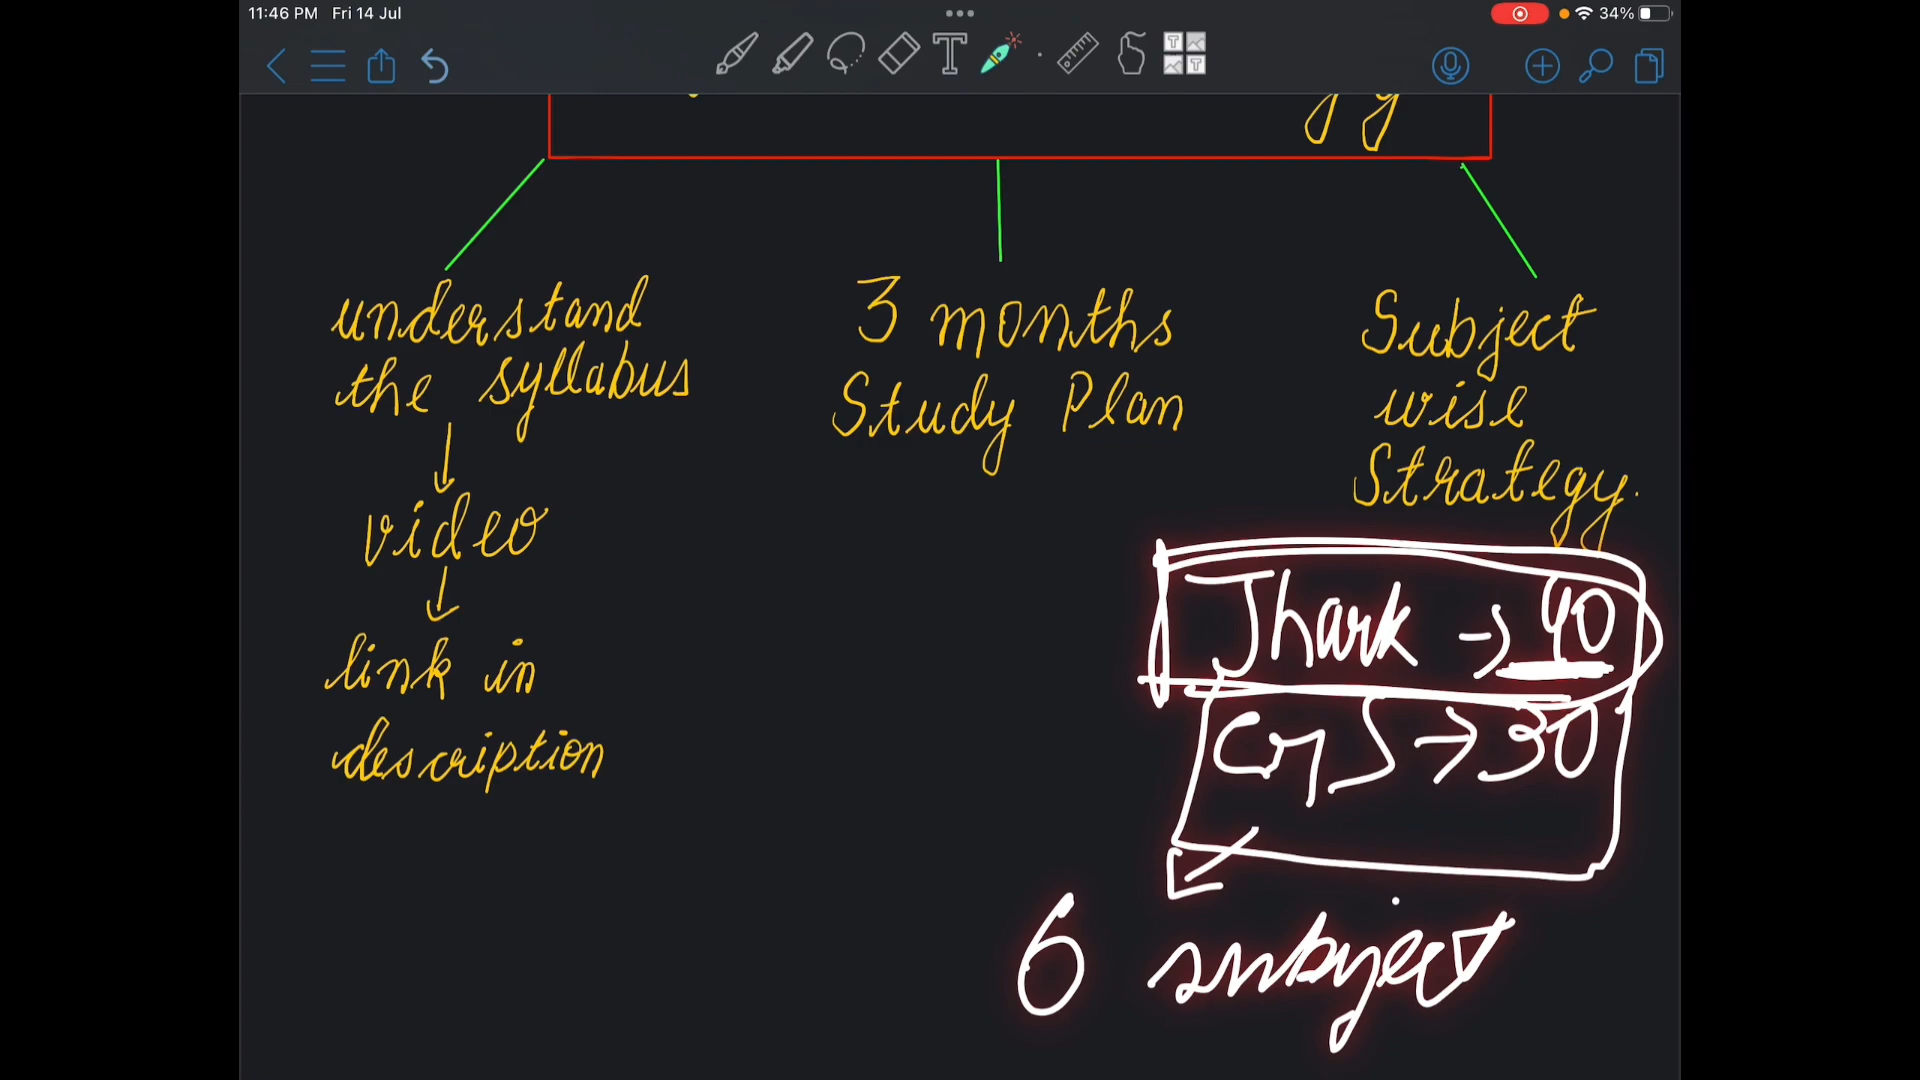 11:46 PM Fri 14 Jul
34%
understand
the syllabus
video
link in
description
3 months
Study Plan
Subject
wise
Strategy.
Jhark → 40
→ 30
6 subject